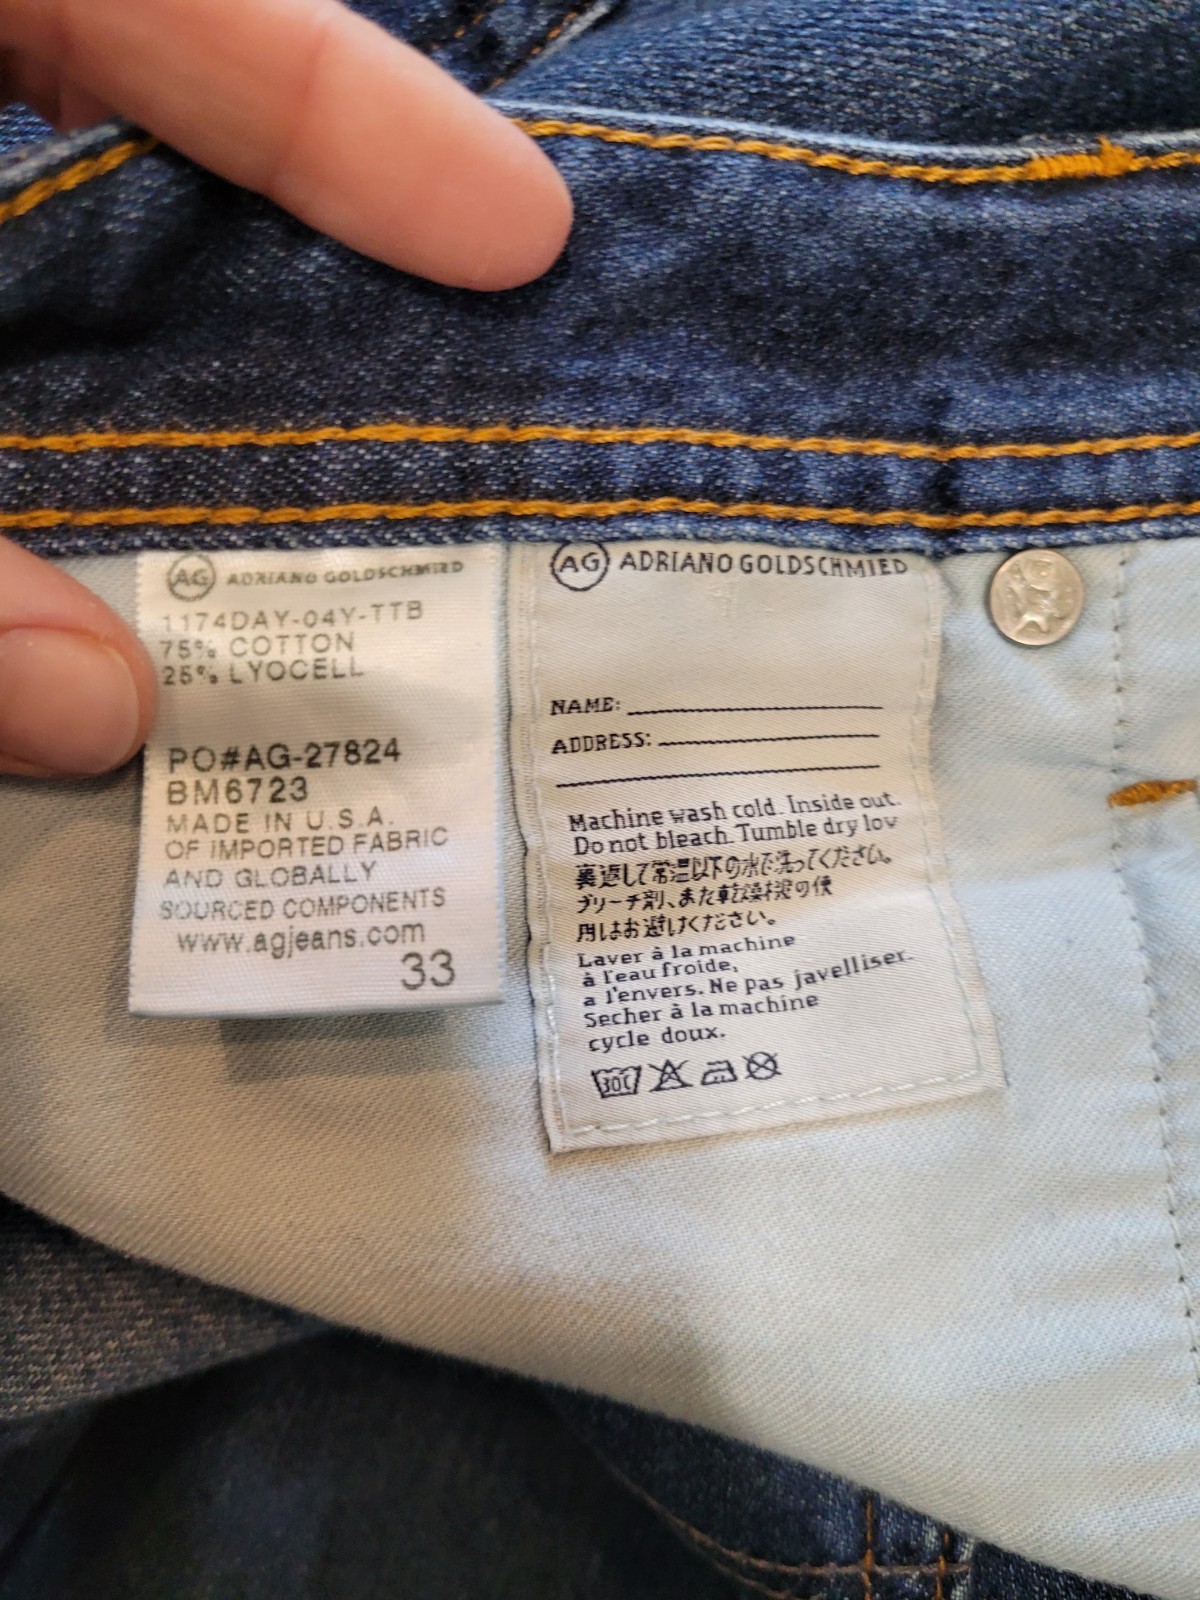 AG ADRIANO GOLDSCHMIED
1174DAY-04Y-TTB
75% COTTON
25% LYOCELL
PO#AG-27824
BM6723
MADE IN U.S.A.
OF IMPORTED FABRIC
AND GLOBALLY
SOURCED COMPONENTS
www.agjeans.com
33
AG ADRIANO GOLDSCHMIED
NAME:
ADDRESS:
Machine wash cold. Inside out.
Do not bleach. Tumble dry low
裏返して常温以下の水で洗ってください。
ブリーチ剤、また乾燥機の使
用はお避けください。
Laver à la machine
à l'eau froide,
a l'envers. Ne pas javelliser.
Secher à la machine
cycle doux.
30C